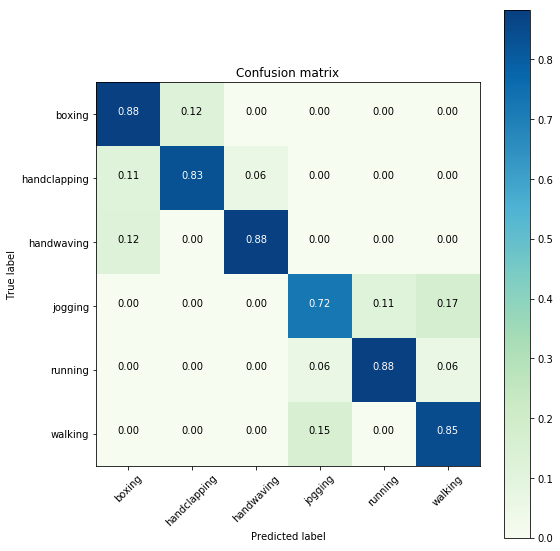 Confusion matrix
True label
boxing 0.88 0.12 0.00 0.00 0.00 0.00
handclapping 0.11 0.83 0.06 0.00 0.00 0.00
handwaving 0.12 0.00 0.88 0.00 0.00 0.00
jogging 0.00 0.00 0.00 0.72 0.11 0.17
running 0.00 0.00 0.00 0.06 0.88 0.06
walking 0.00 0.00 0.00 0.15 0.00 0.85
boxing handclapping handwaving jogging running walking
Predicted label
0.8
0.7
0.6
0.5
0.4
0.3
0.2
0.1
0.0